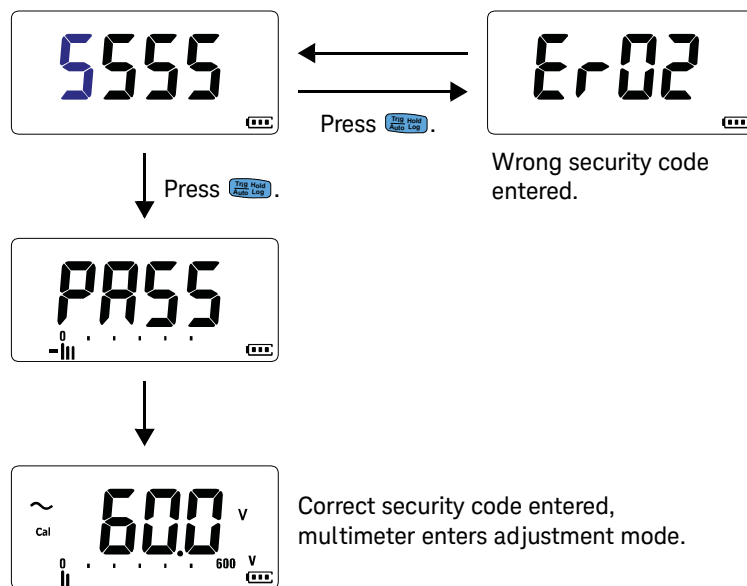 5555
Er02
Press Trig Hold Auto Log .
Wrong security code
entered.
Press Trig Hold Auto Log .
PASS
0
~
Cal
60.0 V
0 600 V
Correct security code entered,
multimeter enters adjustment mode.